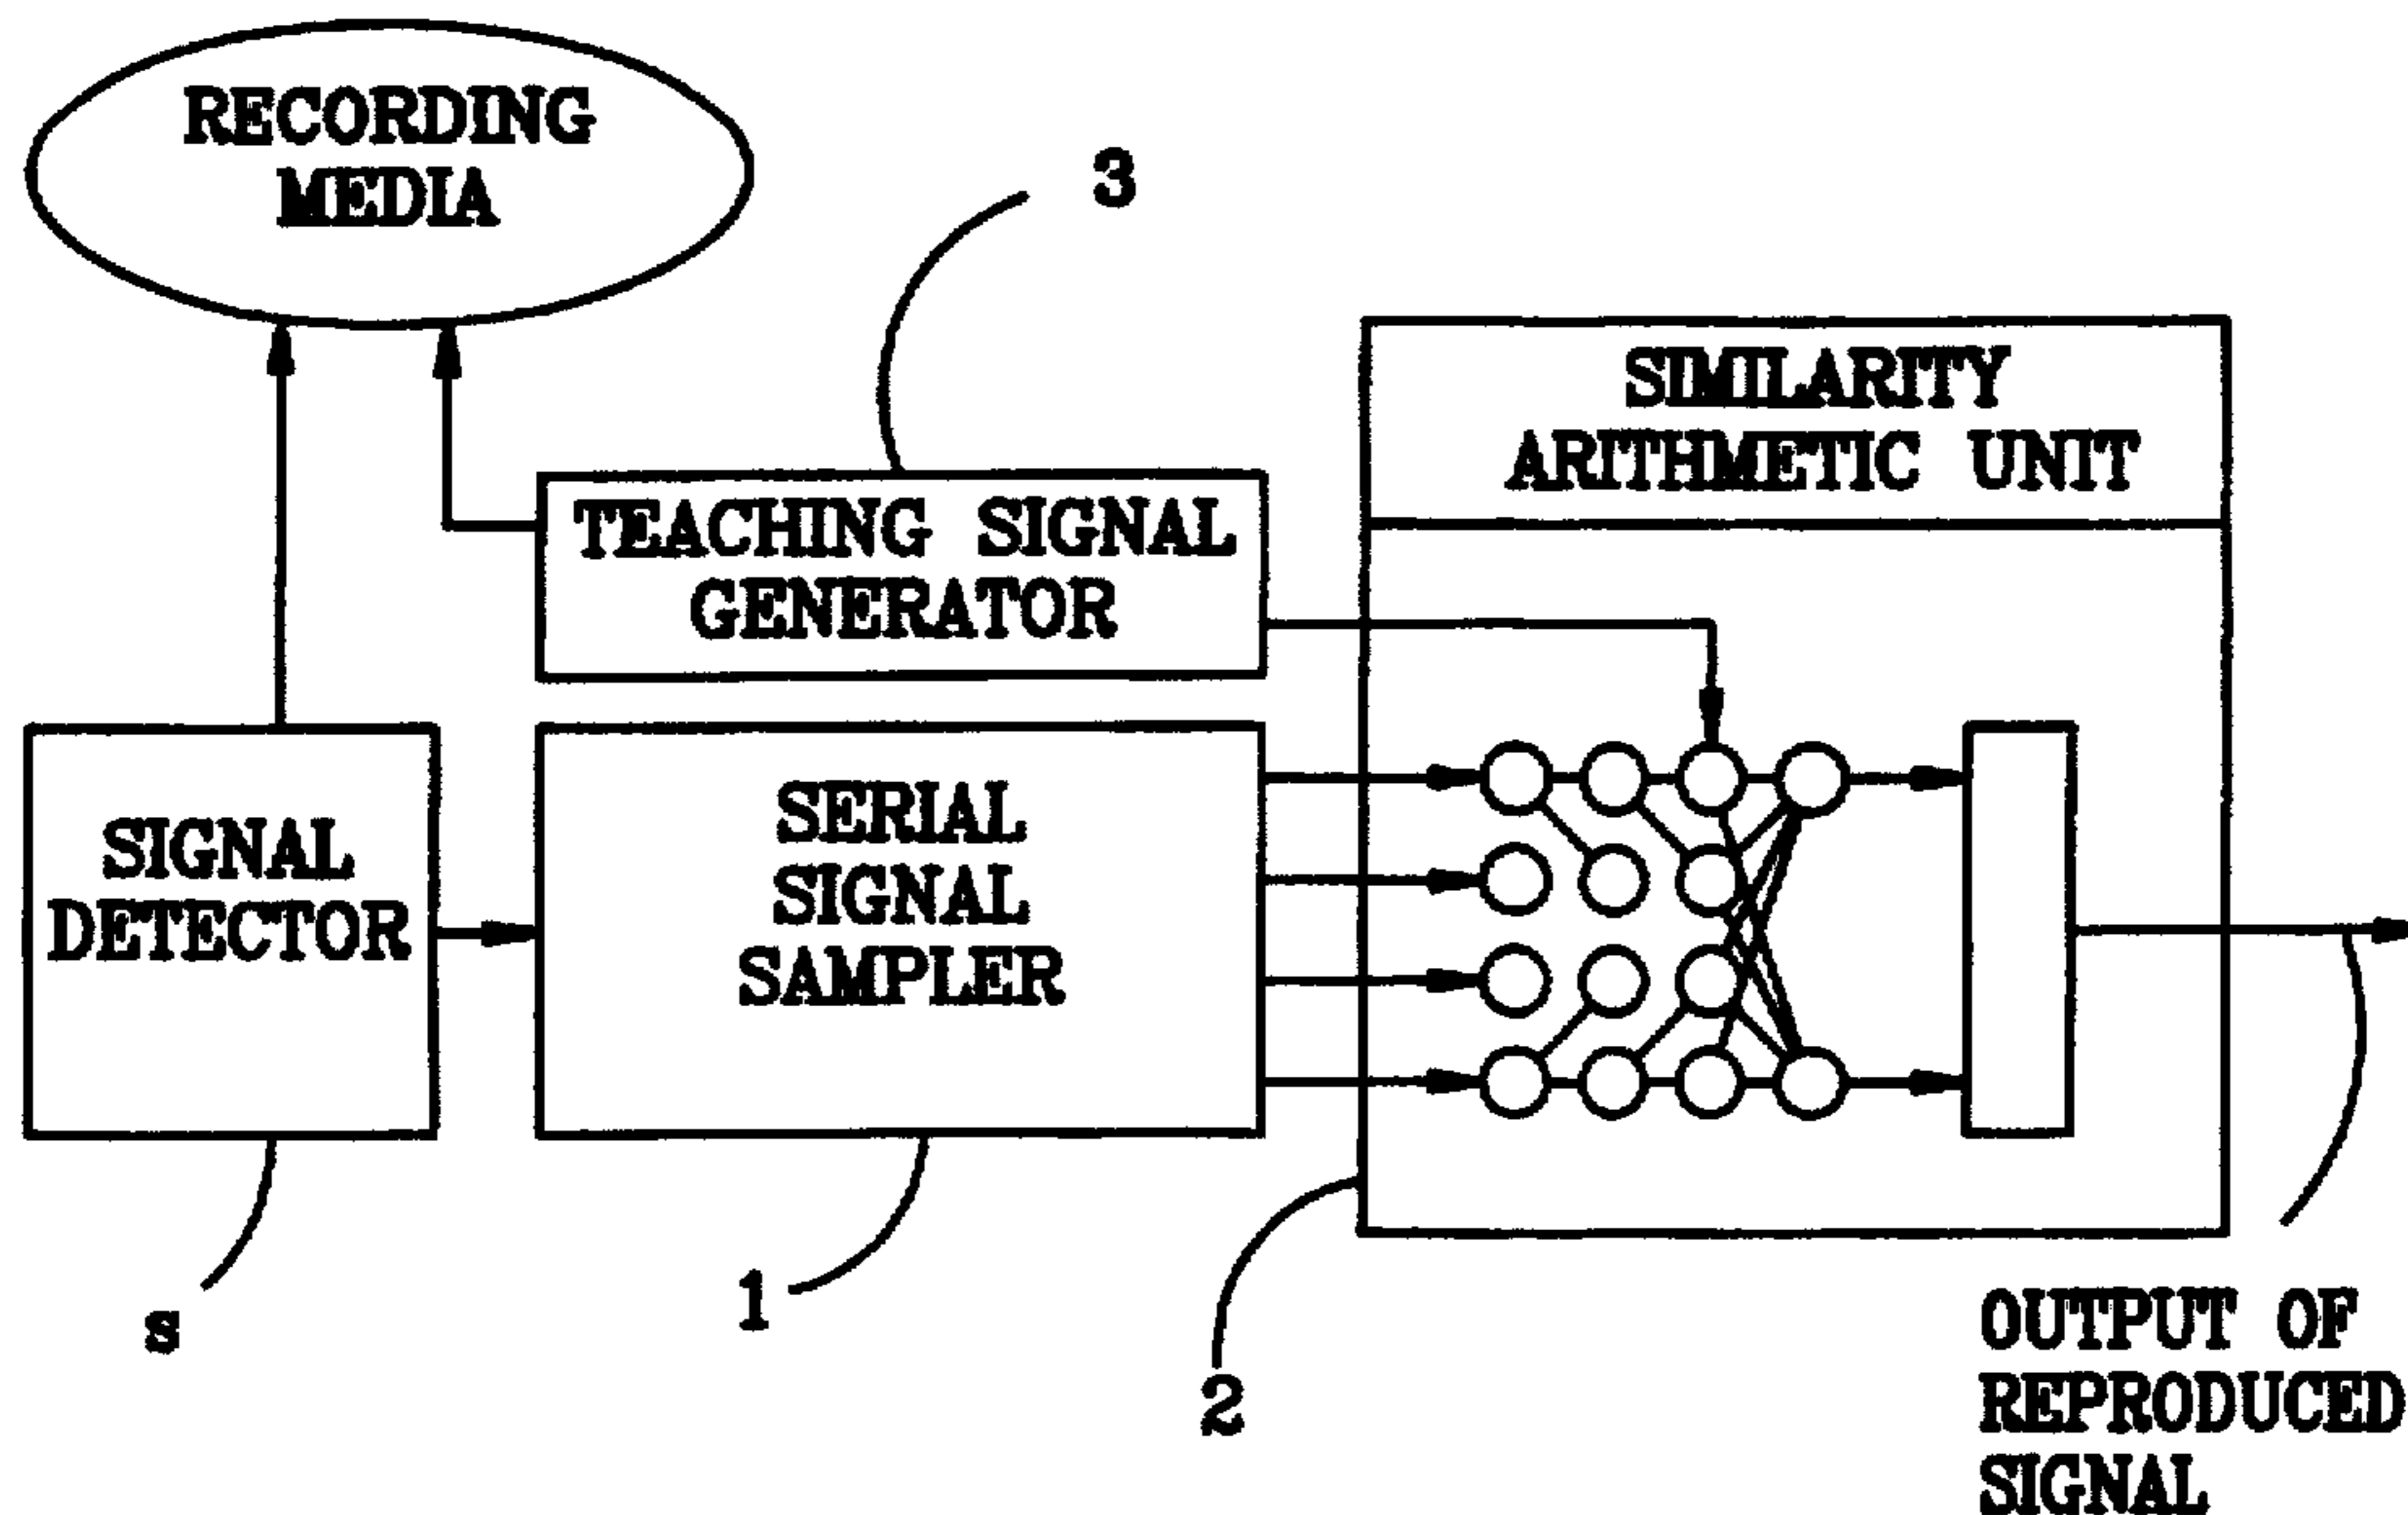 RECORDING
MEDIA
3
SIMILARITY
ARITHMETIC UNIT
TEACHING SIGNAL
GENERATOR
SIGNAL
DETECTOR
SERIAL
SIGNAL
SAMPLER
s
1
2
OUTPUT OF
REPRODUCED
SIGNAL